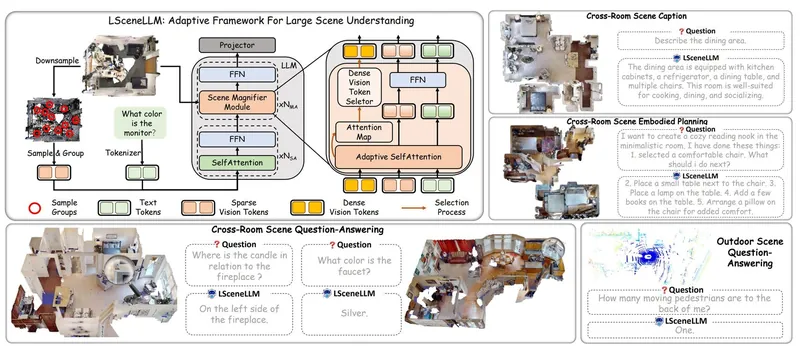 LSceneLLM: Adaptive Framework For Large Scene Understanding
Projector
LLM
Downsample
FFN
Scene Magnifier
Module
xNMA
What color
is the
monitor?
FFN
SelfAttention
xNSA
Sample & Group
Tokenizer
Dense
Vision
Token
Seletor
FFN
Attention
Map
Adaptive SelfAttention
Sample
Groups
Text
Tokens
Sparse
Vision Tokens
Dense
Vision Tokens
Selection
Process
Cross-Room Scene Caption
Question
Describe the dining area.
LSceneLLM
The dining area is equipped with kitchen
cabinets, a refrigerator, a dining table, and
multiple chairs. This room is well-suited
for cooking, dining, and socializing.
Cross-Room Scene Embodied Planning
Question
I want to create a cozy reading nook in the
minimalistic room. I have done these things:
1. selected a comfortable chair. What
should i do next?
LSceneLLM
2. Place a small table next to the chair. 3.
Place a lamp on the table. 4. Add a few
books on the table. 5. Arrange a pillow on
the chair for added comfort.
Cross-Room Scene Question-Answering
Question
Where is the candle in
relation to the
fireplace ?
LSceneLLM
On the left side of
the fireplace.
Question
What color is the
faucet?
LSceneLLM
Silver.
Outdoor Scene
Question-
Answering
Question
How many moving pedestrians are to the
back of me?
LSceneLLM
One.